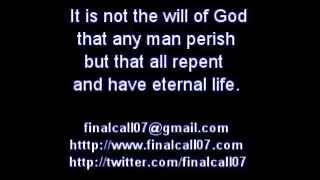 It is not the will of God
that any man perish
but that all repent
and have eternal life.
finalcall07@gmail.com
htttp://www.finalcall07.com
http://twitter.com/finalcall07